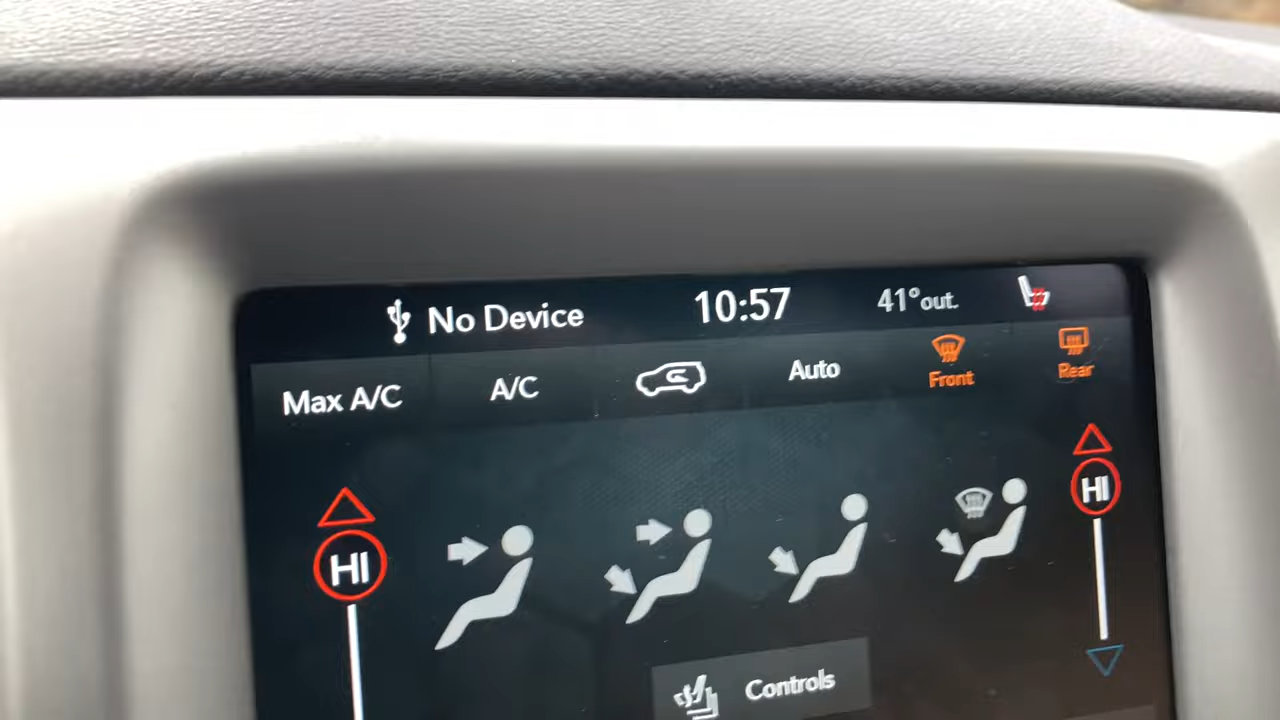 No Device 10:57 41° out.
Max A/C A/C Auto Front Rear
HI HI
Controls